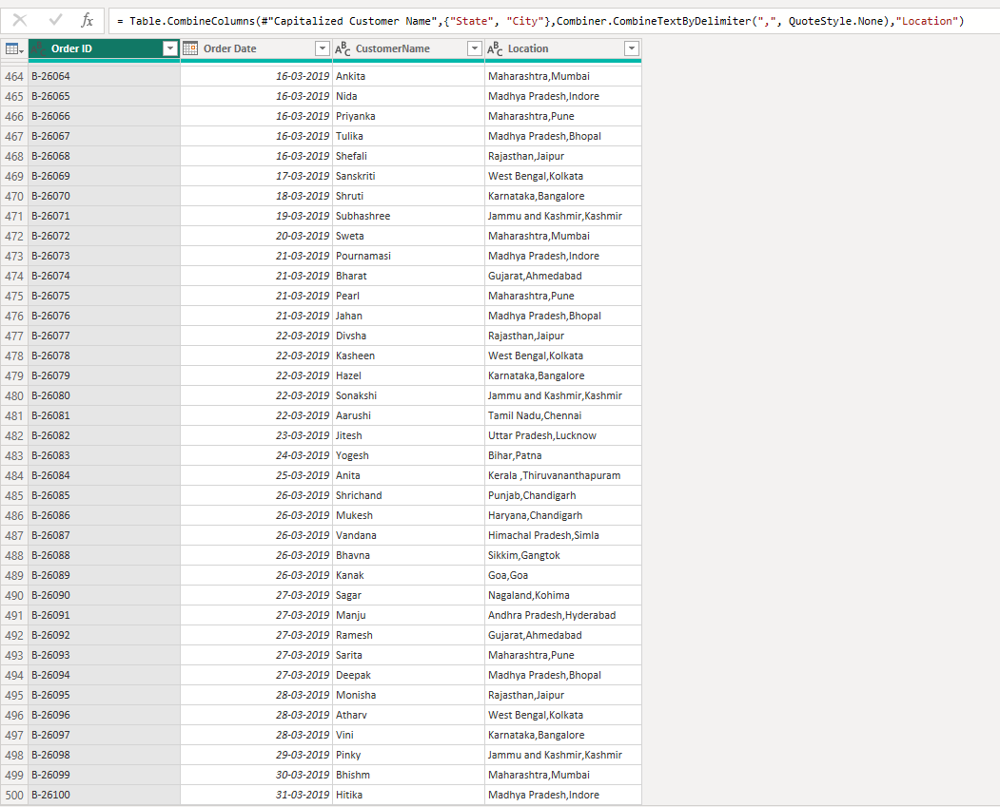 fx = Table.CombineColumns(#"Capitalized Customer Name",{"State", "City"},Combiner.CombineTextByDelimiter(",", QuoteStyle.None),"Location")
Order ID Order Date ABC CustomerName ABC Location
464 B-26064 16-03-2019 Ankita Maharashtra,Mumbai
465 B-26065 16-03-2019 Nida Madhya Pradesh,Indore
466 B-26066 16-03-2019 Priyanka Maharashtra,Pune
467 B-26067 16-03-2019 Tulika Madhya Pradesh,Bhopal
468 B-26068 16-03-2019 Shefali Rajasthan,Jaipur
469 B-26069 17-03-2019 Sanskriti West Bengal,Kolkata
470 B-26070 18-03-2019 Shruti Karnataka,Bangalore
471 B-26071 19-03-2019 Subhashree Jammu and Kashmir,Kashmir
472 B-26072 20-03-2019 Sweta Maharashtra,Mumbai
473 B-26073 21-03-2019 Pournamasi Madhya Pradesh,Indore
474 B-26074 21-03-2019 Bharat Gujarat,Ahmedabad
475 B-26075 21-03-2019 Pearl Maharashtra,Pune
476 B-26076 21-03-2019 Jahan Madhya Pradesh,Bhopal
477 B-26077 22-03-2019 Divsha Rajasthan,Jaipur
478 B-26078 22-03-2019 Kasheen West Bengal,Kolkata
479 B-26079 22-03-2019 Hazel Karnataka,Bangalore
480 B-26080 22-03-2019 Sonakshi Jammu and Kashmir,Kashmir
481 B-26081 22-03-2019 Aarushi Tamil Nadu,Chennai
482 B-26082 23-03-2019 Jitesh Uttar Pradesh,Lucknow
483 B-26083 24-03-2019 Yogesh Bihar,Patna
484 B-26084 25-03-2019 Anita Kerala ,Thiruvananthapuram
485 B-26085 26-03-2019 Shrichand Punjab,Chandigarh
486 B-26086 26-03-2019 Mukesh Haryana,Chandigarh
487 B-26087 26-03-2019 Vandana Himachal Pradesh,Simla
488 B-26088 26-03-2019 Bhavna Sikkim,Gangtok
489 B-26089 26-03-2019 Kanak Goa,Goa
490 B-26090 27-03-2019 Sagar Nagaland,Kohima
491 B-26091 27-03-2019 Manju Andhra Pradesh,Hyderabad
492 B-26092 27-03-2019 Ramesh Gujarat,Ahmedabad
493 B-26093 27-03-2019 Sarita Maharashtra,Pune
494 B-26094 27-03-2019 Deepak Madhya Pradesh,Bhopal
495 B-26095 28-03-2019 Monisha Rajasthan,Jaipur
496 B-26096 28-03-2019 Atharv West Bengal,Kolkata
497 B-26097 28-03-2019 Vini Karnataka,Bangalore
498 B-26098 29-03-2019 Pinky Jammu and Kashmir,Kashmir
499 B-26099 30-03-2019 Bhishm Maharashtra,Mumbai
500 B-26100 31-03-2019 Hitika Madhya Pradesh,Indore